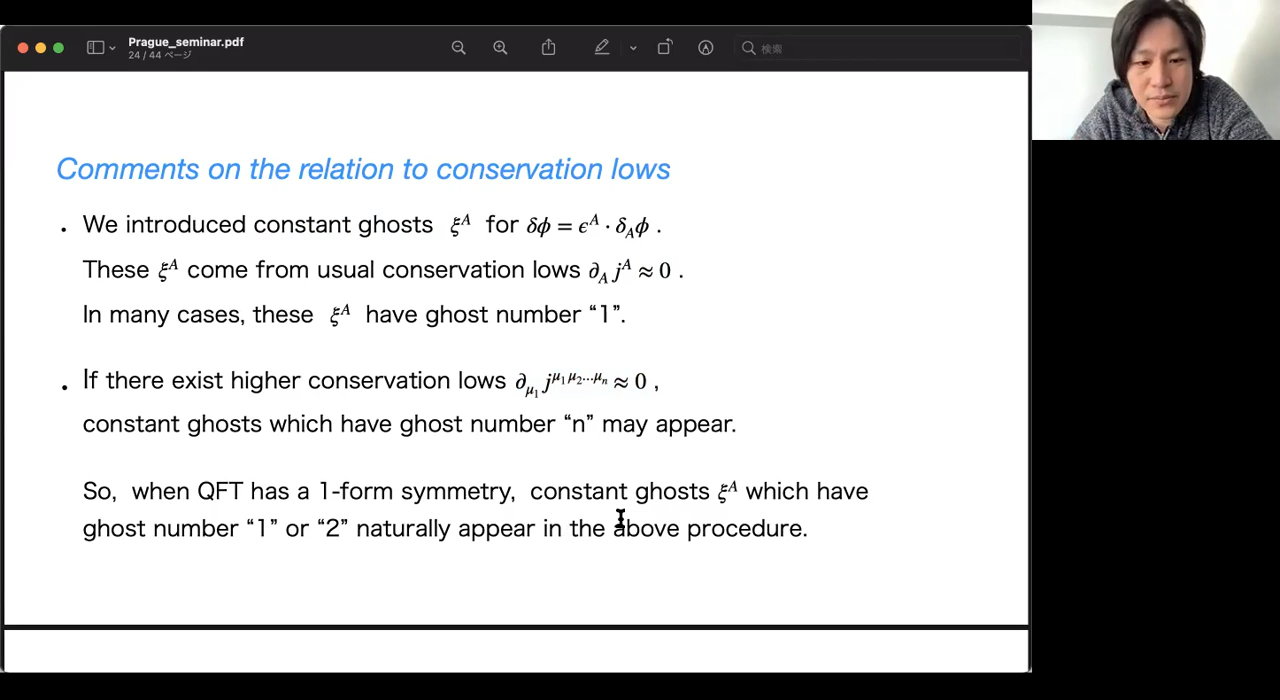 Prague_seminar.pdf
24 / 44 ページ
検索
Comments on the relation to conservation lows
. We introduced constant ghosts ξ^A for δϕ = ϵ^A · δ_Aϕ .
These ξ^A come from usual conservation lows ∂_A j^A ≈ 0 .
In many cases, these ξ^A have ghost number “1”.
. If there exist higher conservation lows ∂_{μ_1} j^{μ_1 μ_2⋯μ_n} ≈ 0 ,
constant ghosts which have ghost number “n” may appear.
So, when QFT has a 1-form symmetry, constant ghosts ξ^A which have
ghost number “1” or “2” naturally appear in the above procedure.